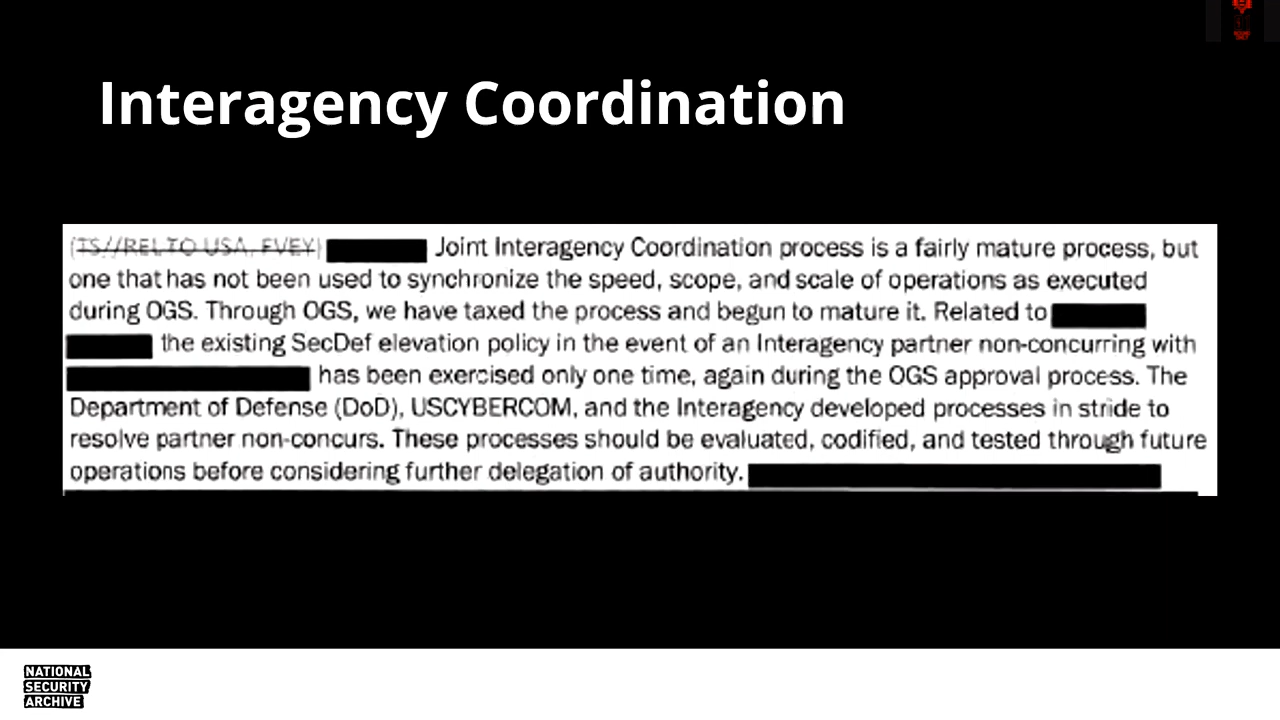 Interagency Coordination
(TS//REL TO USA, FVEY) Joint Interagency Coordination process is a fairly mature process, but
one that has not been used to synchronize the speed, scope, and scale of operations as executed
during OGS. Through OGS, we have taxed the process and begun to mature it. Related to
the existing SecDef elevation policy in the event of an Interagency partner non-concurring with
has been exercised only one time, again during the OGS approval process. The
Department of Defense (DoD), USCYBERCOM, and the Interagency developed processes in stride to
resolve partner non-concurs. These processes should be evaluated, codified, and tested through future
operations before considering further delegation of authority.
NATIONAL
SECURITY
ARCHIVE